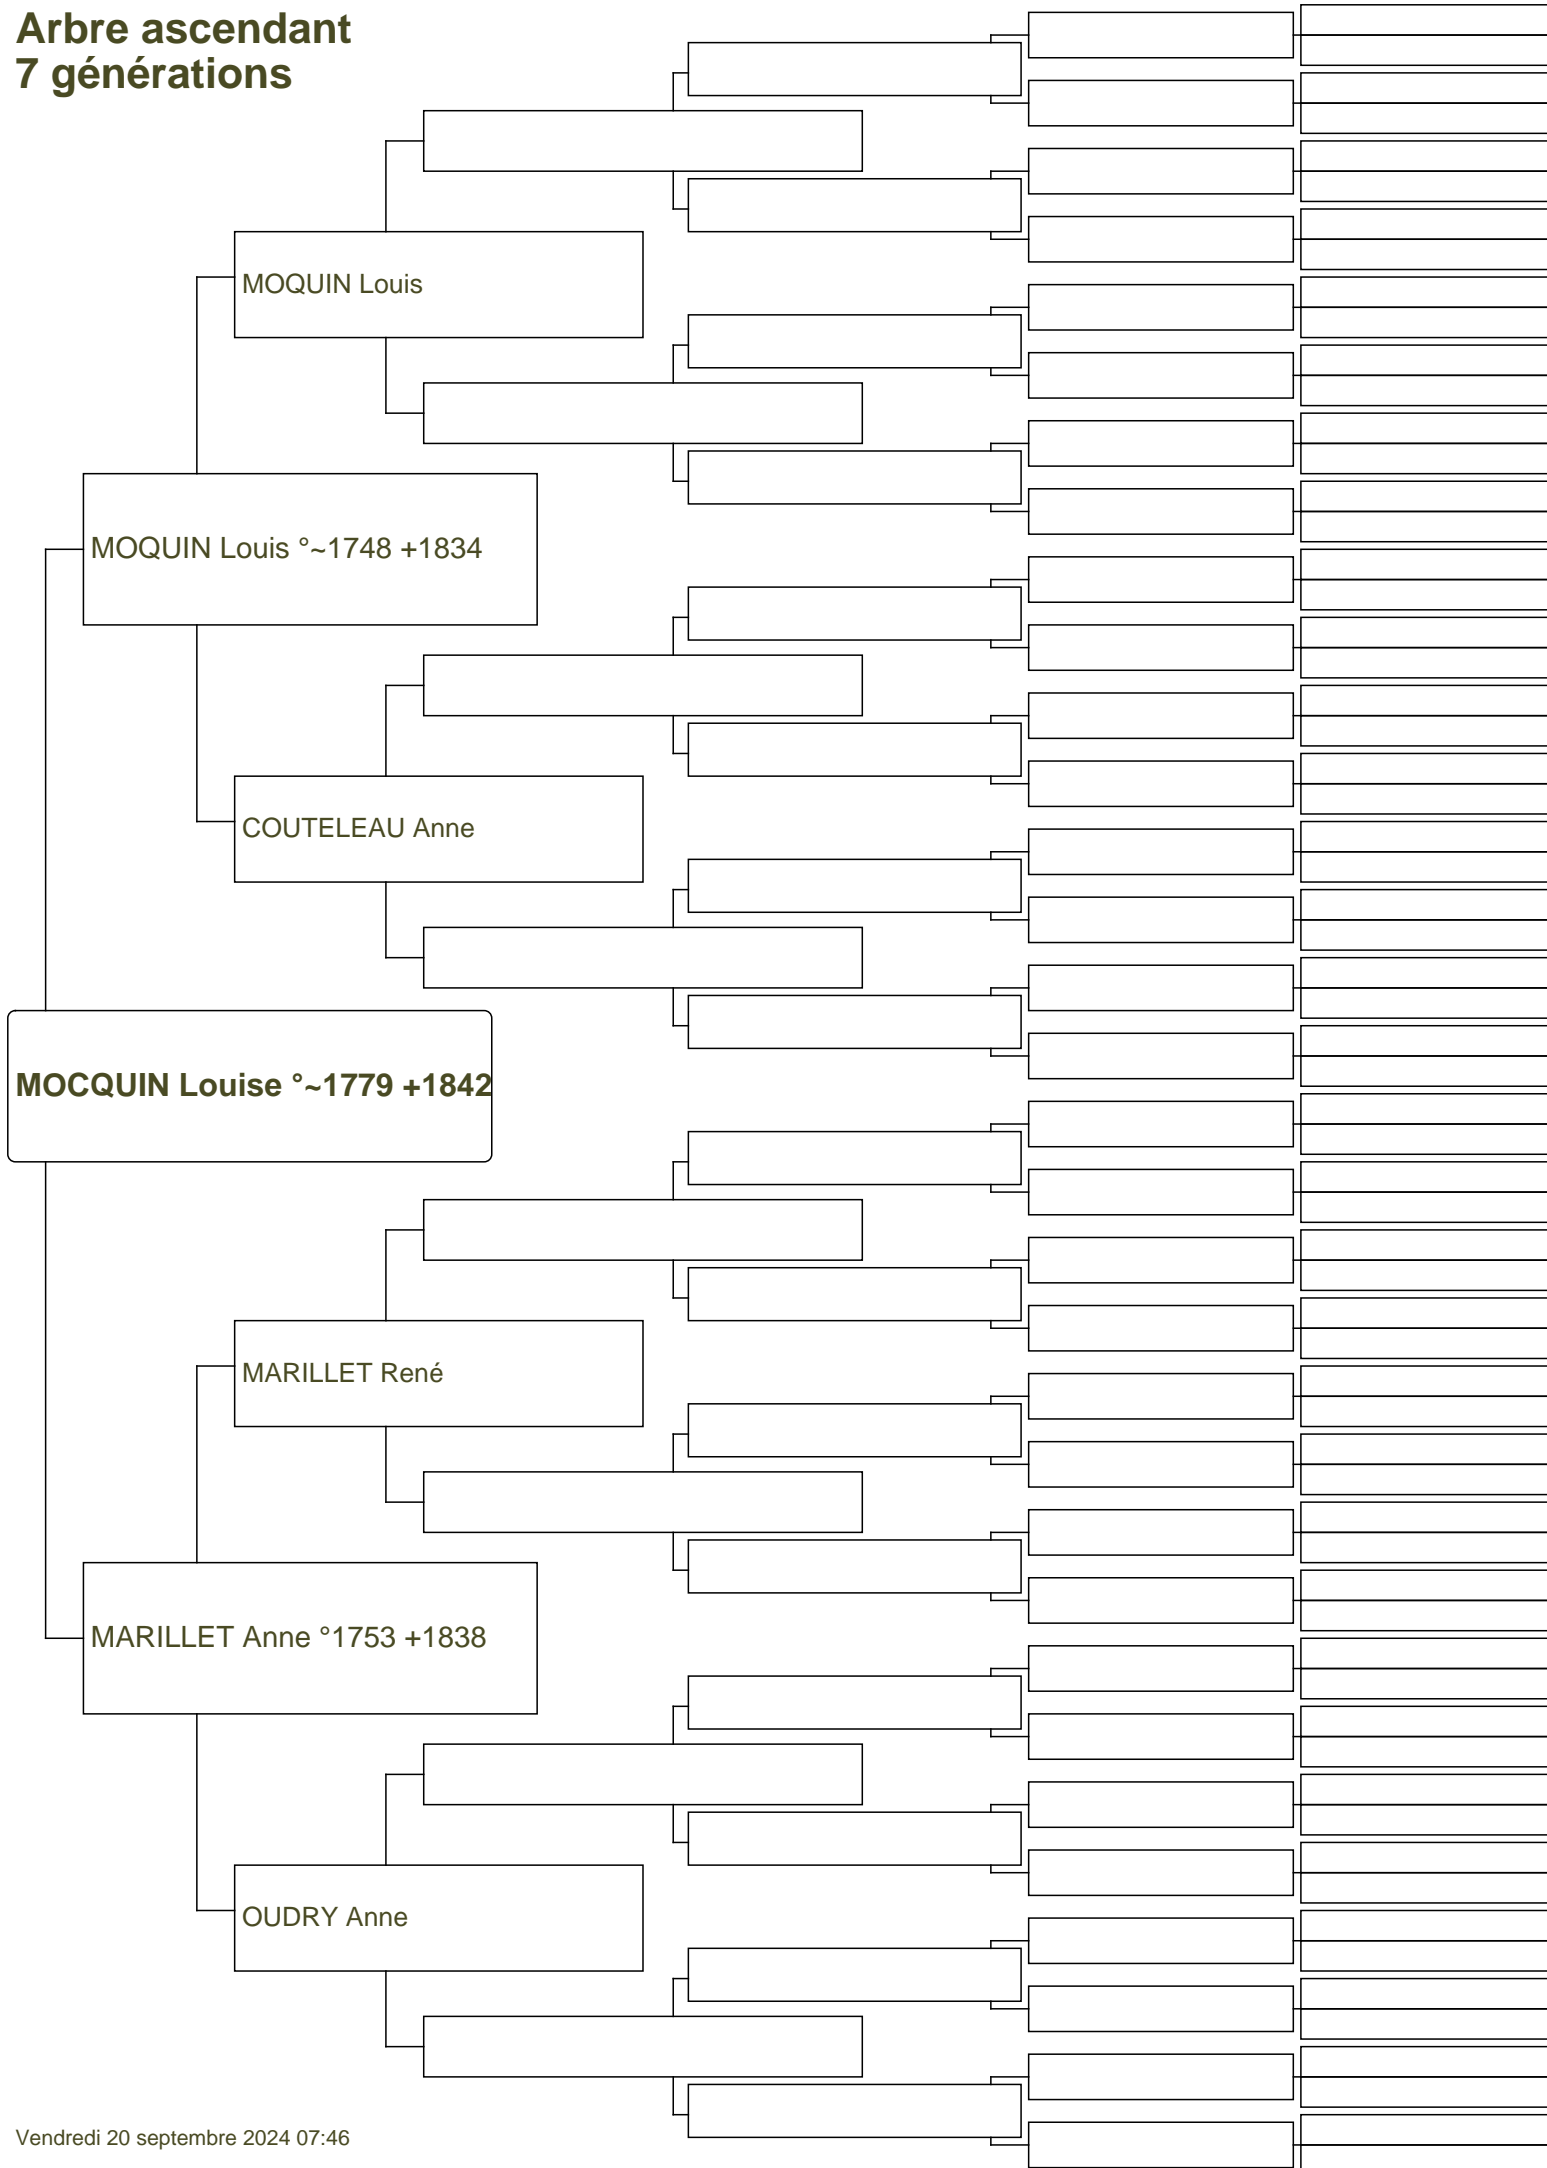 Arbre ascendant
7 générations
MOQUIN Louis
MOQUIN Louis °~1748 +1834
COUTELEAU Anne
MOCQUIN Louise °~1779 +1842
MARILLET René
MARILLET Anne °1753 +1838
OUDRY Anne
Vendredi 20 septembre 2024 07:46